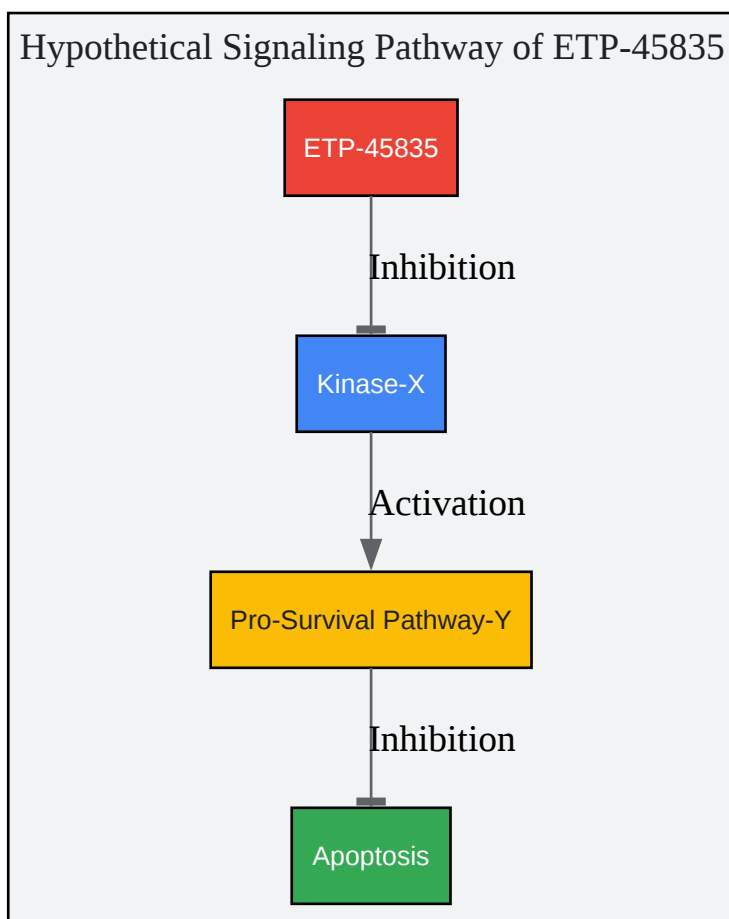 Hypothetical Signaling Pathway of ETP-45835
ETP-45835
Inhibition
Kinase-X
Activation
Pro-Survival Pathway-Y
Inhibition
Apoptosis